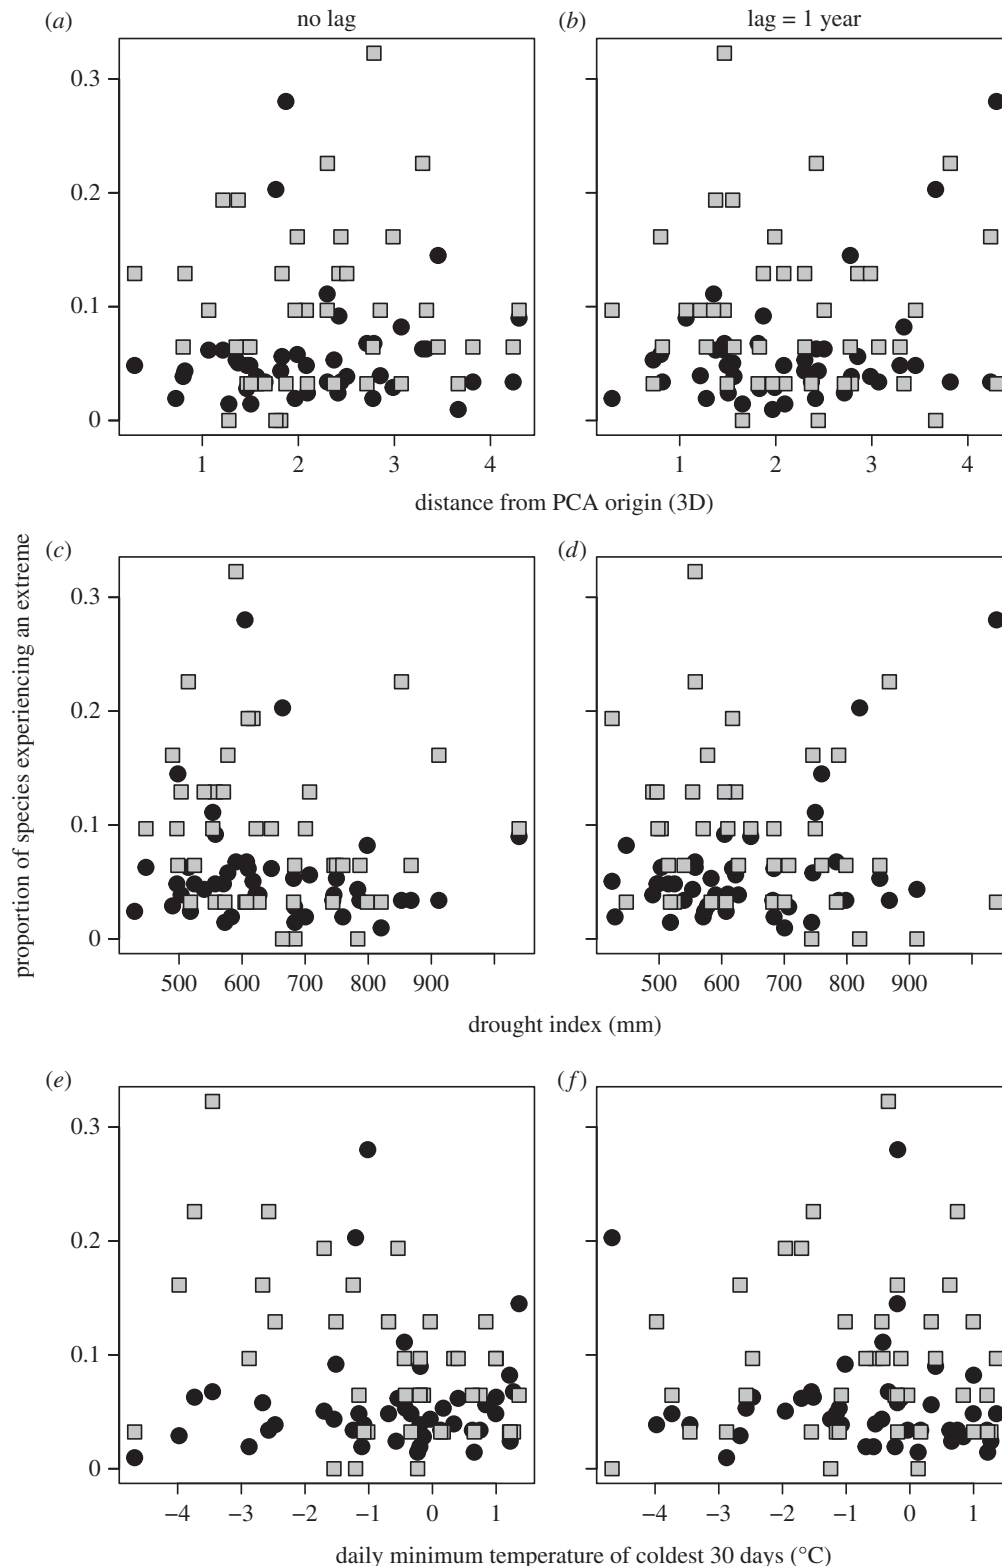 (a) no lag
(b) lag = 1 year
0.3
0.2
0.1
0
1 2 3 4
1 2 3 4
distance from PCA origin (3D)
proportion of species experiencing an extreme
(c)
(d)
0.3
0.2
0.1
0
500 600 700 800 900
500 600 700 800 900
drought index (mm)
(e)
(f)
0.3
0.2
0.1
0
−4 −3 −2 −1 0 1
−4 −3 −2 −1 0 1
daily minimum temperature of coldest 30 days (°C)